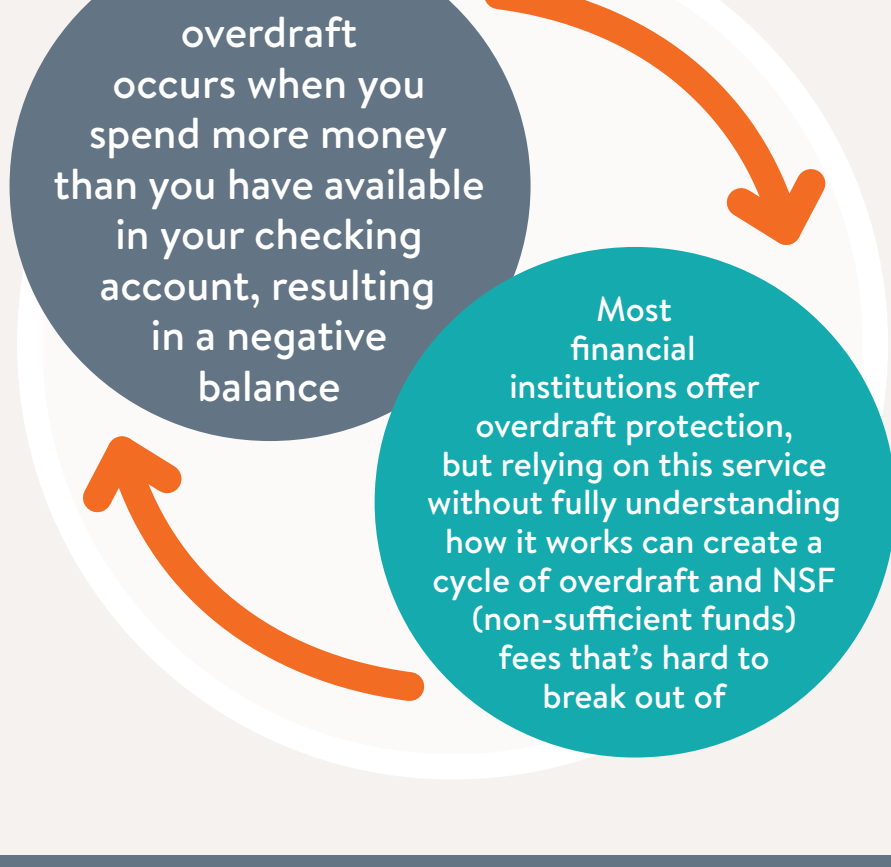 overdraft
occurs when you
spend more money
than you have available
in your checking
account, resulting
in a negative
balance
Most
financial
institutions offer
overdraft protection,
but relying on this service
without fully understanding
how it works can create a
cycle of overdraft and NSF
(non-sufficient funds)
fees that's hard to
break out of